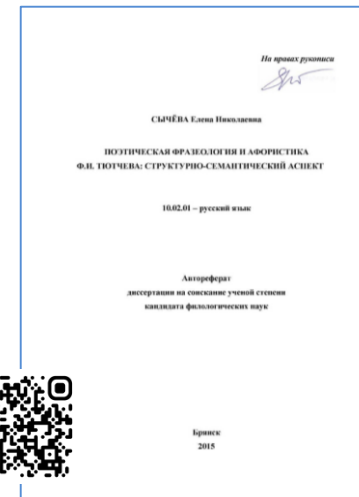 На правах рукописи
СЫЧЁВА Елена Николаевна
ПОЭТИЧЕСКАЯ ФРАЗЕОЛОГИЯ И АФОРИСТИКА
Ф.И. ТЮТЧЕВА: СТРУКТУРНО-СЕМАНТИЧЕСКИЙ АСПЕКТ
10.02.01 – русский язык
Автореферат
диссертации на соискание ученой степени
кандидата филологических наук
Брянск
2015